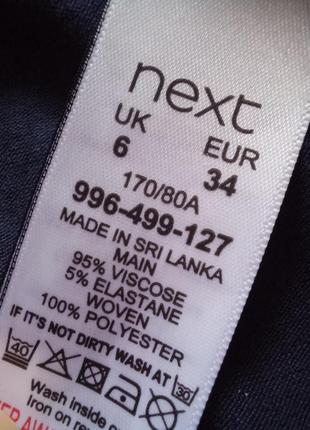 next
UK EUR
6 34
170/80A
996-499-127
MADE IN SRI LANKA
MAIN
95% VISCOSE
5% ELASTANE
WOVEN
100% POLYESTER
IF IT'S NOT DIRTY WASH AT 30
40
Wash inside
Iron on rev